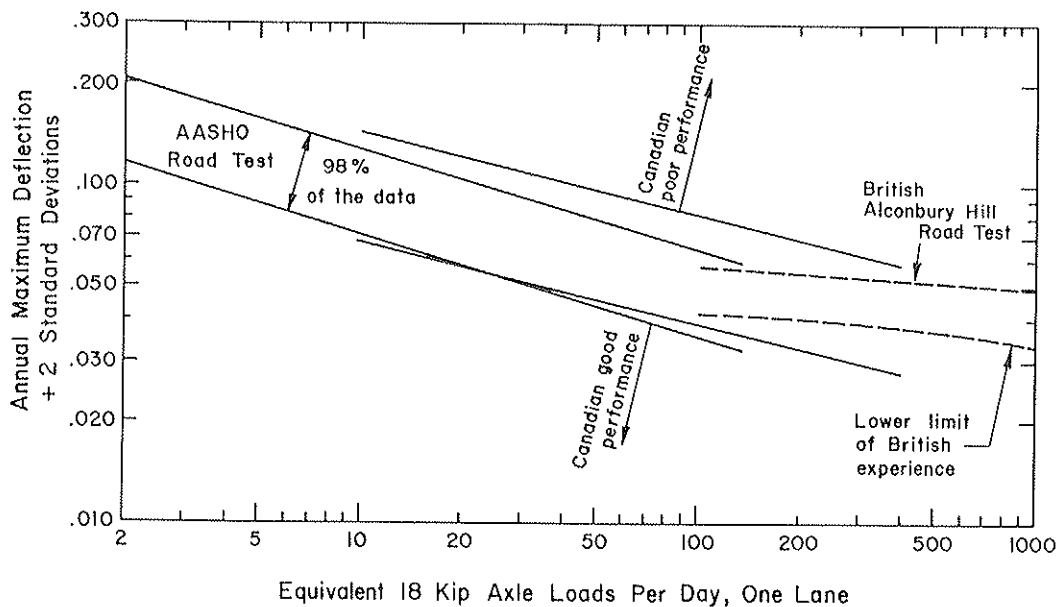 Annual Maximum Deflection
+ 2 Standard Deviations
.300
.200
.100
.070
.050
.030
.020
.010
AASHO
Road Test
98%
of the data
Canadian
poor performance
British
Alconbury Hill
Road Test
Canadian good
performance
Lower limit
of British
experience
2
5
10
20
50
100
200
500
1000
Equivalent 18 Kip Axle Loads Per Day, One Lane